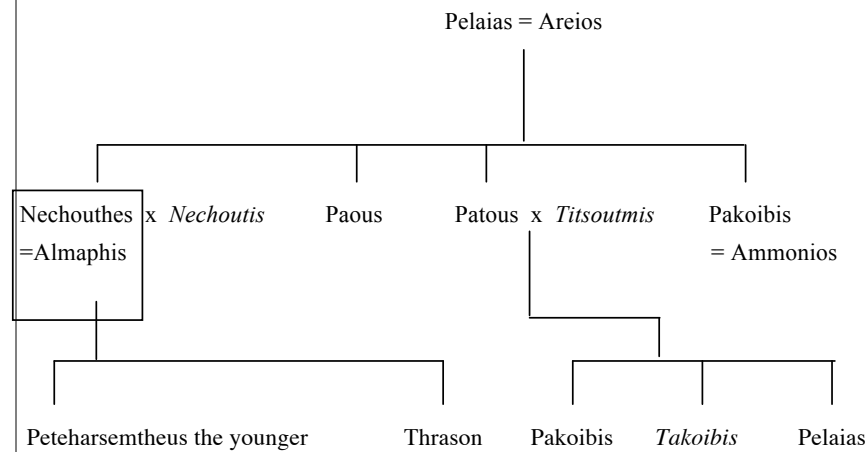 Pelaias = Areios
Nechouthes x Nechoutis Paous Patous x Titsoutmis Pakoibis
=Almaphis = Ammonios
Peteharsemtheus the younger Thrason Pakoibis Takoibis Pelaias